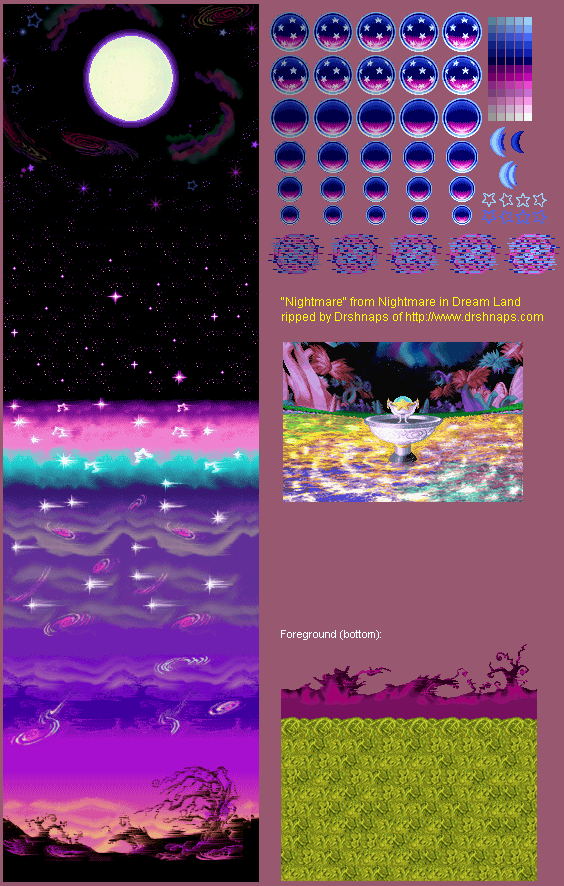 "Nightmare" from Nightmare in Dream Land
ripped by Drshnaps of http://www.drshnaps.com
Foreground (bottom):